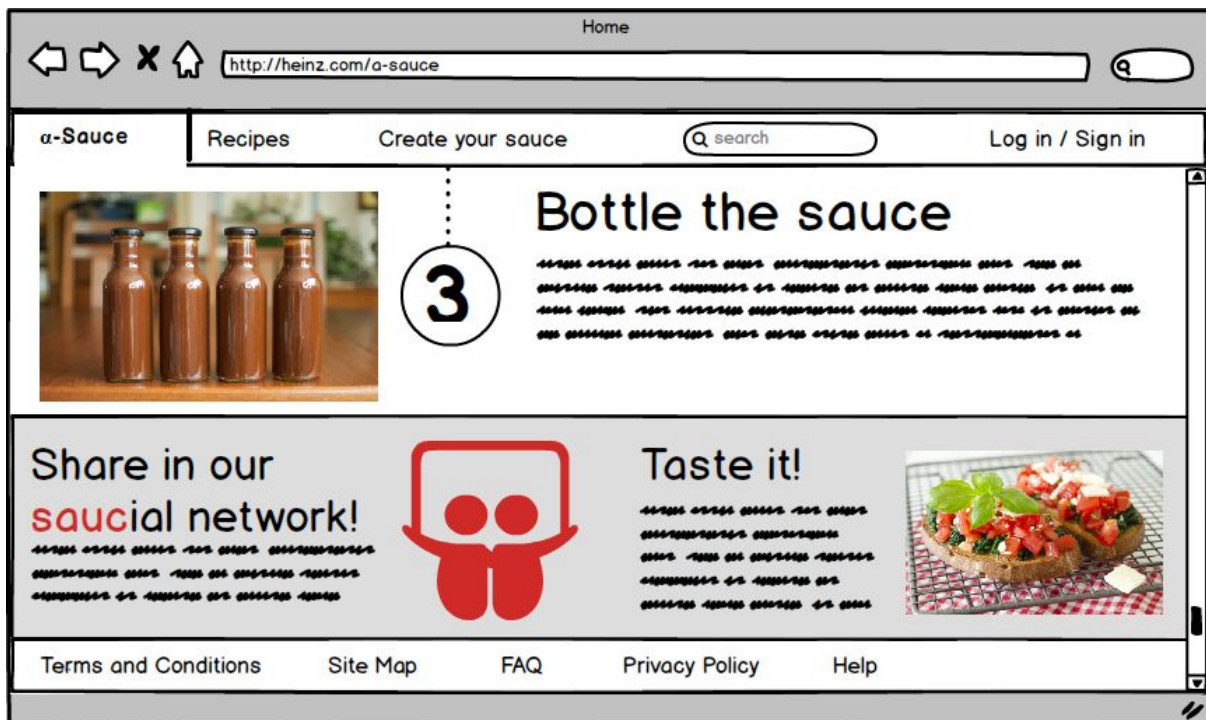 Home
http://heinz.com/a-sauce
α-Sauce
Recipes
Create your sauce
search
Log in / Sign in
3
Bottle the sauce
Share in our
saucial network!
Taste it!
Terms and Conditions
Site Map
FAQ
Privacy Policy
Help